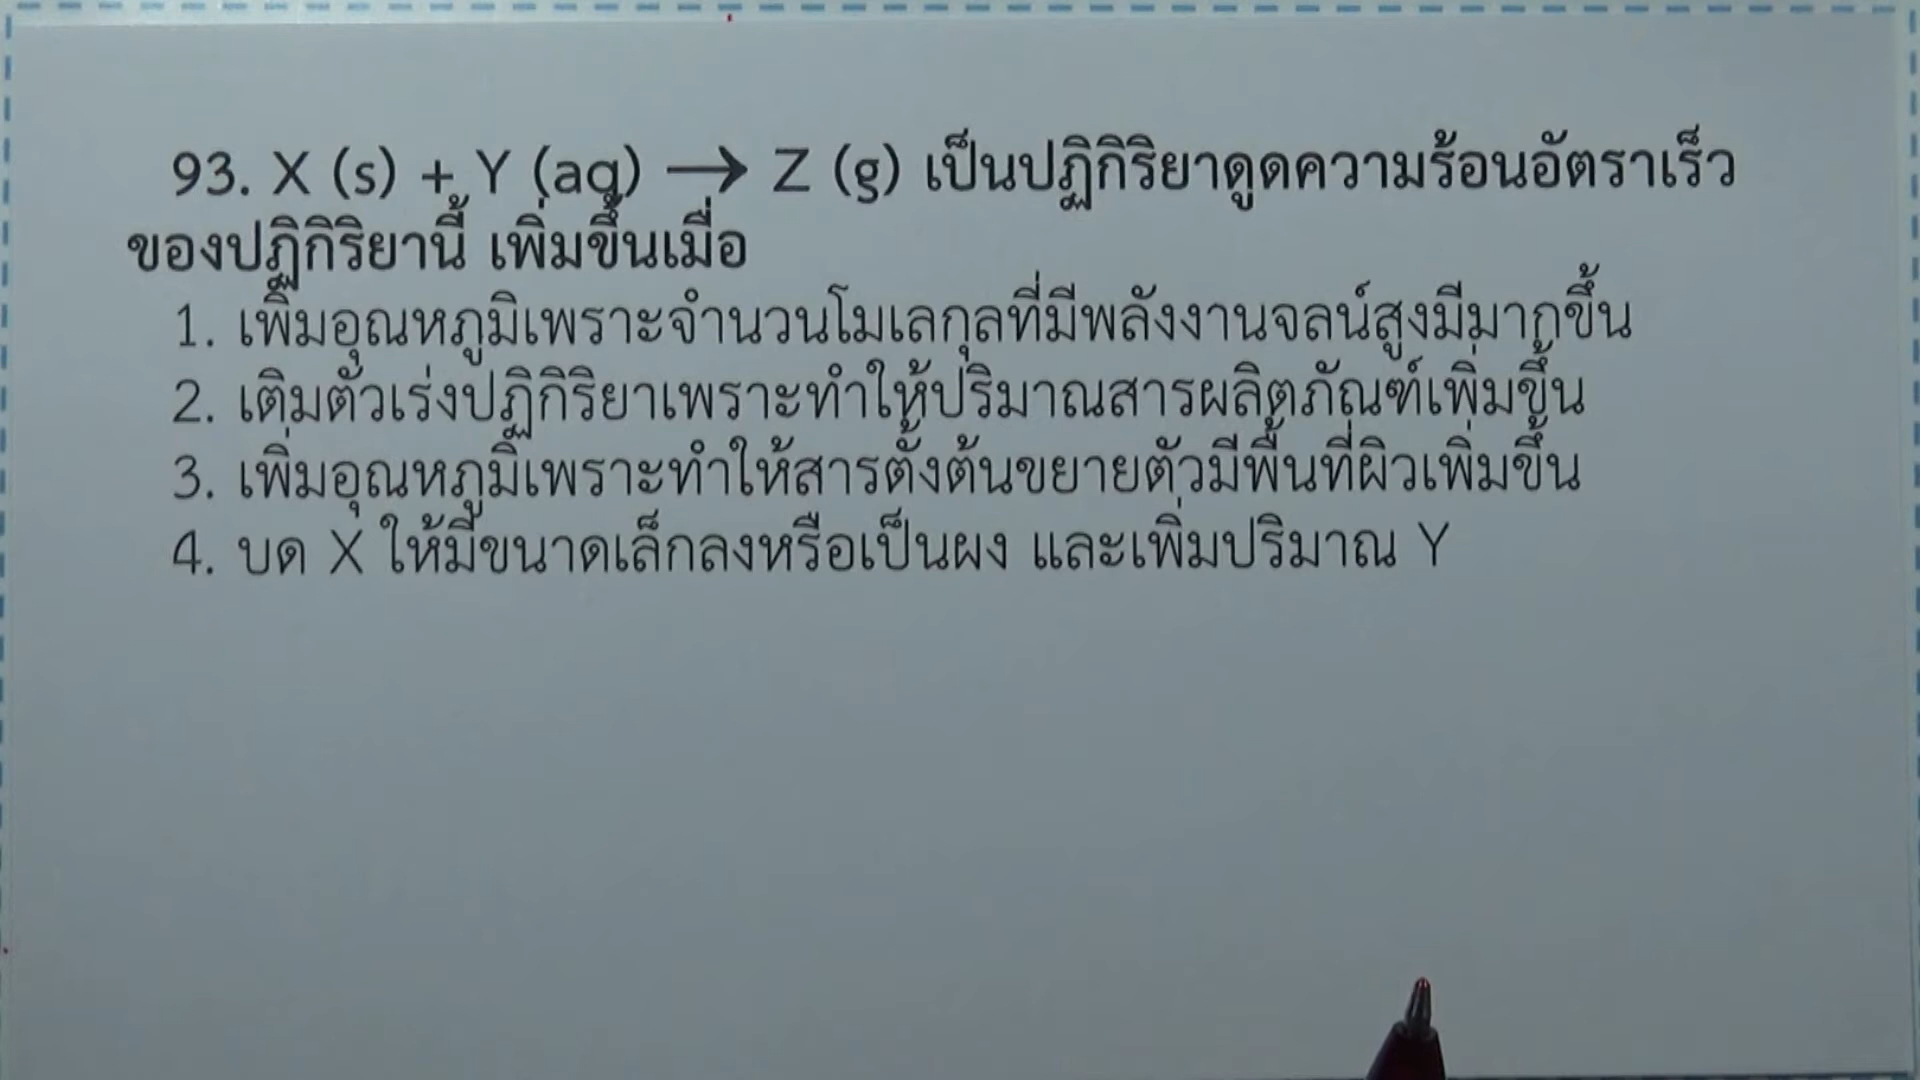 93. X (s) + Y (aq) → Z (g) เป็นปฏิกิริยาดูดความร้อนอัตราเร็ว
ของปฏิกิริยานี้ เพิ่มขึ้นเมื่อ
1. เพิ่มอุณหภูมิเพราะจำนวนโมเลกุลที่มีพลังงานจลน์สูงมีมากขึ้น
2. เติมตัวเร่งปฏิกิริยาเพราะทำให้ปริมาณสารผลิตภัณฑ์เพิ่มขึ้น
3. เพิ่มอุณหภูมิเพราะทำให้สารตั้งต้นขยายตัวมีพื้นที่ผิวเพิ่มขึ้น
4. บด X ให้มีขนาดเล็กลงหรือเป็นผง และเพิ่มปริมาณ Y